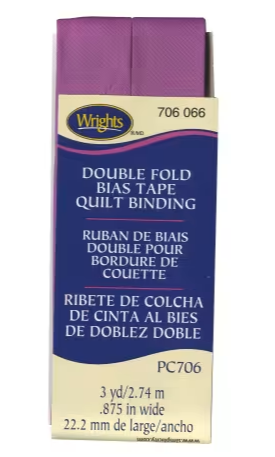 706 066
Wrights
DOUBLE FOLD
BIAS TAPE
QUILT BINDING
RUBAN DE BIAIS
DOUBLE POUR
BORDURE DE
COUETTE
RIBETE DE COLCHA
DE CINTA AL BIES
DE DOBLEZ DOBLE
PC706
3 yd/2.74 m
.875 in wide
22.2 mm de large/ancho